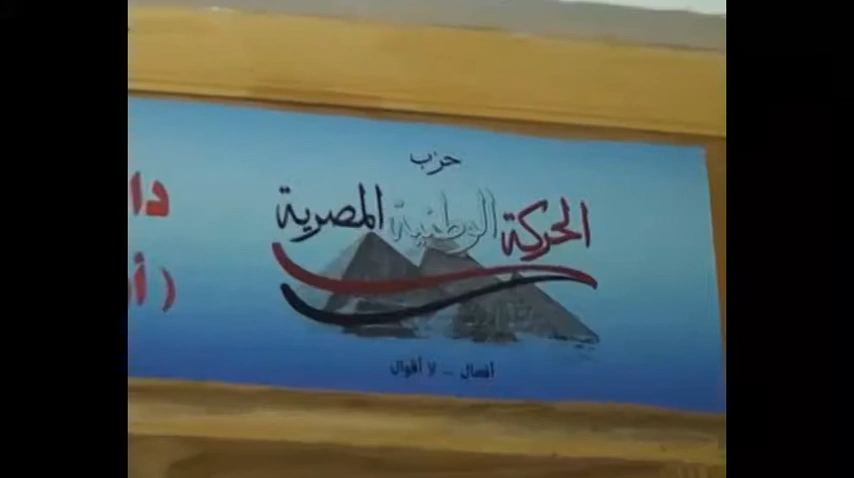 حزب
الحركة الوطنية المصرية
أفعال .. لا أقوال